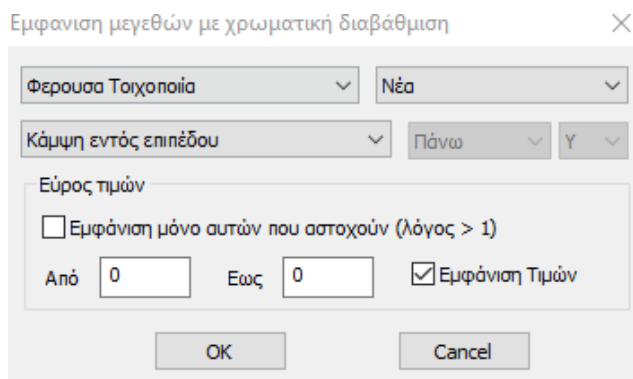 Εμφανιση μεγεθών με χρωματική διαβάθμιση
Φερουσα Τοιχοποιία Νέα
Κάμψη εντός επιπέδου Πάνω Y
Εύρος τιμών
Εμφάνιση μόνο αυτών που αστοχούν (λόγος > 1)
Από 0 Εως 0 Εμφάνιση Τιμών
OK Cancel